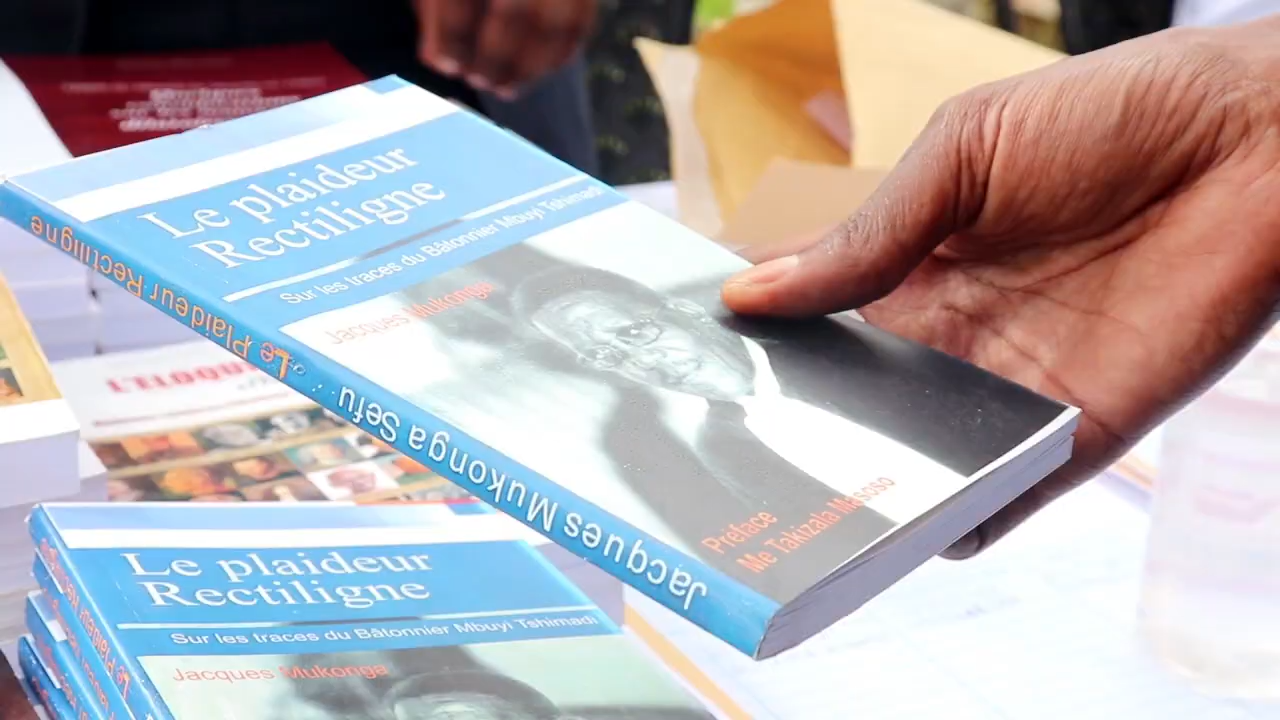 Le plaideur
Rectiligne
Sur les traces du Bâtonnier Mbuyi Tshimadi
Jacques Mukonga
Préface
Me Takizala Masoso
Jacques Mukonga Sefu
Le Plaideur Rectiligne
Le plaideur
Rectiligne
Sur les traces du Bâtonnier Mbuyi Tshimadi
Jacques Mukonga